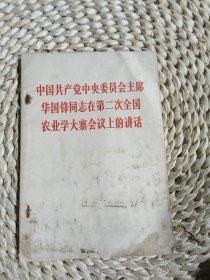 中国共产党中央委员会主席
华国锋同志在第二次全国
农业学大寨会议上的讲话